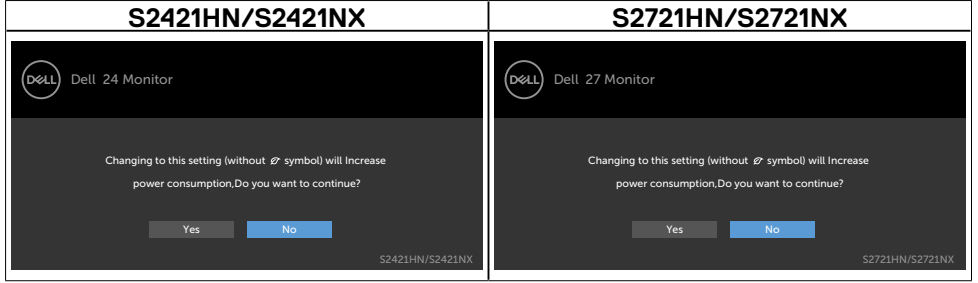 S2421HN/S2421NX
S2721HN/S2721NX
DELL Dell 24 Monitor
Changing to this setting (without symbol) will Increase
power consumption,Do you want to continue?
Yes No
S2421HN/S2421NX
DELL Dell 27 Monitor
Changing to this setting (without symbol) will Increase
power consumption,Do you want to continue?
Yes No
S2721HN/S2721NX